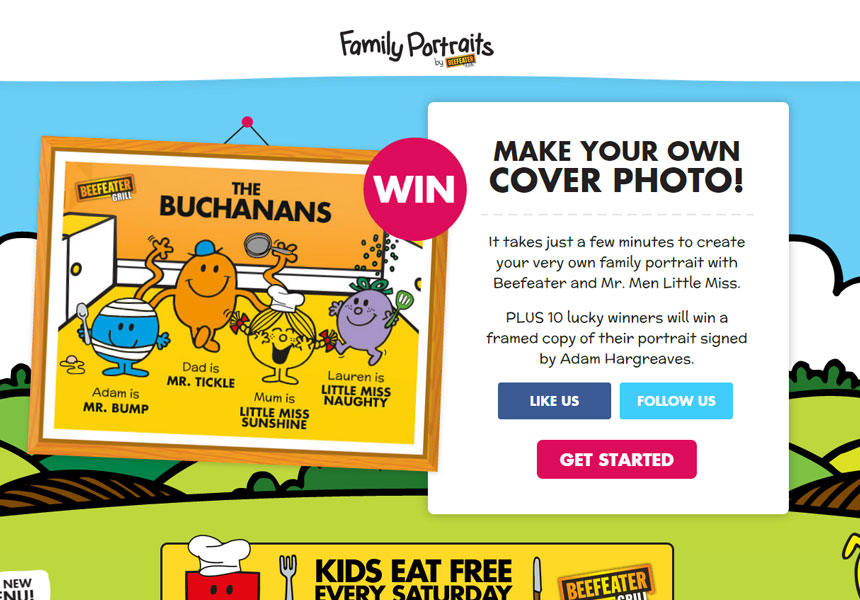 Family Portraits
by BEEFEATER
BEEFEATER
GRILL
THE
BUCHANANS
Adam is
MR. BUMP
Dad is
MR. TICKLE
Mum is
LITTLE MISS
SUNSHINE
Lauren is
LITTLE MISS
NAUGHTY
WIN
MAKE YOUR OWN
COVER PHOTO!
It takes just a few minutes to create
your very own family portrait with
Beefeater and Mr. Men Little Miss.
PLUS 10 lucky winners will win a
framed copy of their portrait signed
by Adam Hargreaves.
LIKE US
FOLLOW US
GET STARTED
NEW
KIDS EAT FREE
EVERY SATURDAY
BEEFEATER
GRILL